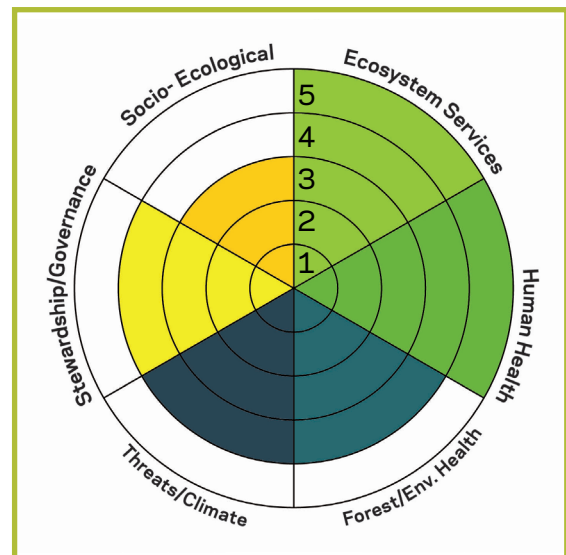 Socio-Ecological
Ecosystem Services
5
4
3
2
1
Stewardship/Governance
Human Health
Threats/Climate
Forest/Env. Health